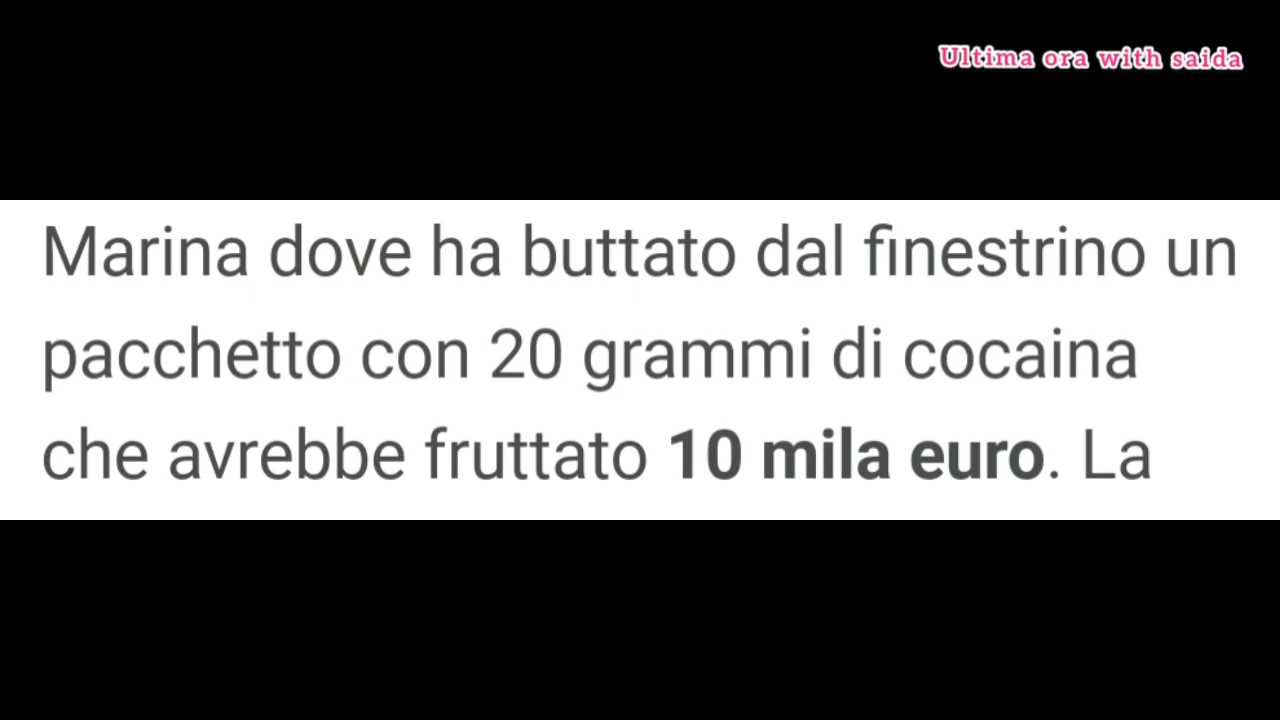 Ultima ora with saida
Marina dove ha buttato dal finestrino un
pacchetto con 20 grammi di cocaina
che avrebbe fruttato 10 mila euro. La